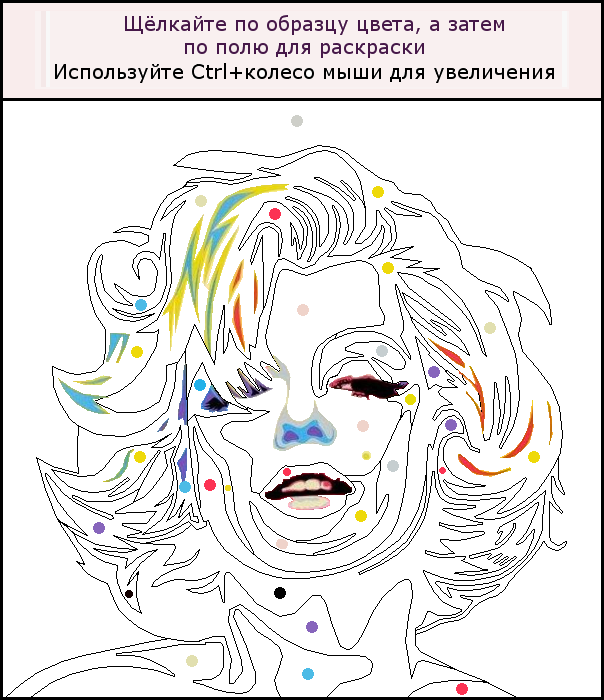 Щёлкайте по образцу цвета, а затем
по полю для раскраски
Используйте Ctrl+колесо мыши для увеличения